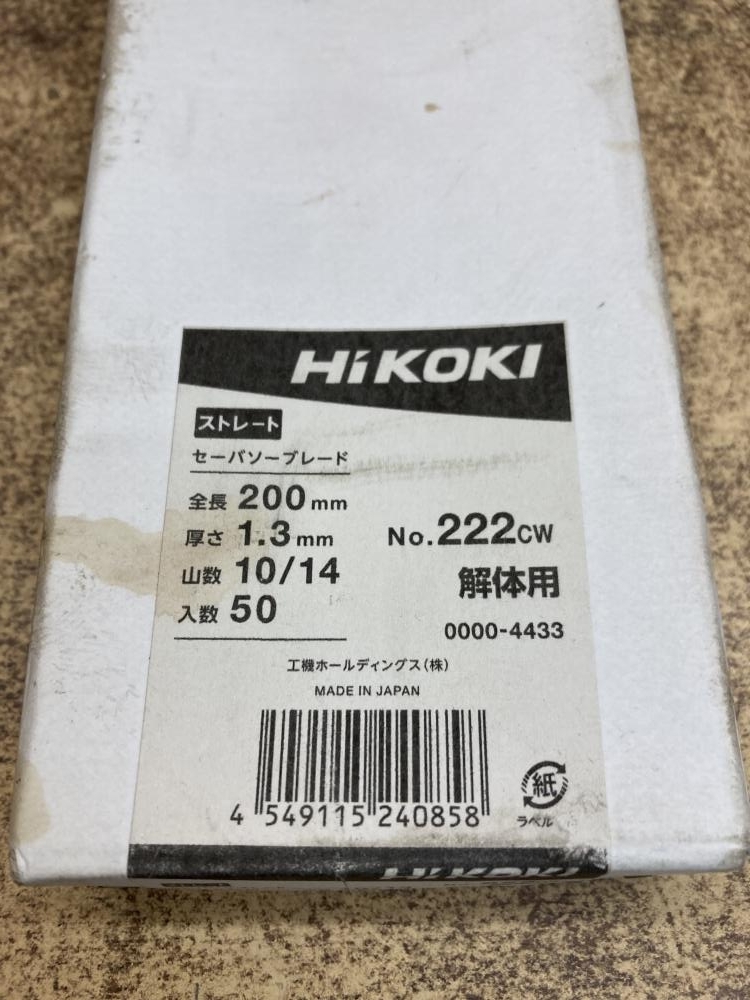 HiKOKI
ストレート
セーバソーブレード
全長 200mm
厚さ 1.3mm
山数 10/14
入数 50
No.222CW
解体用
0000-4433
工機ホールディングス(株)
MADE IN JAPAN
4 549115 240858
紙
ラベル
HiKOKI